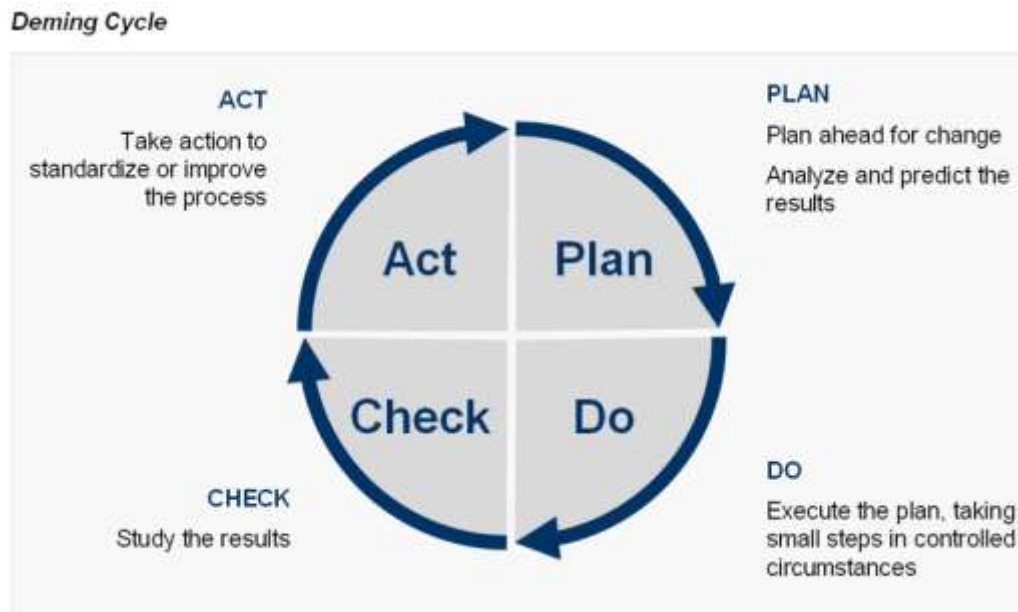 Deming Cycle
ACT
Take action to
standardize or improve
the process
PLAN
Plan ahead for change
Analyze and predict the
results
Act
Plan
Check
Do
CHECK
Study the results
DO
Execute the plan, taking
small steps in controlled
circumstances